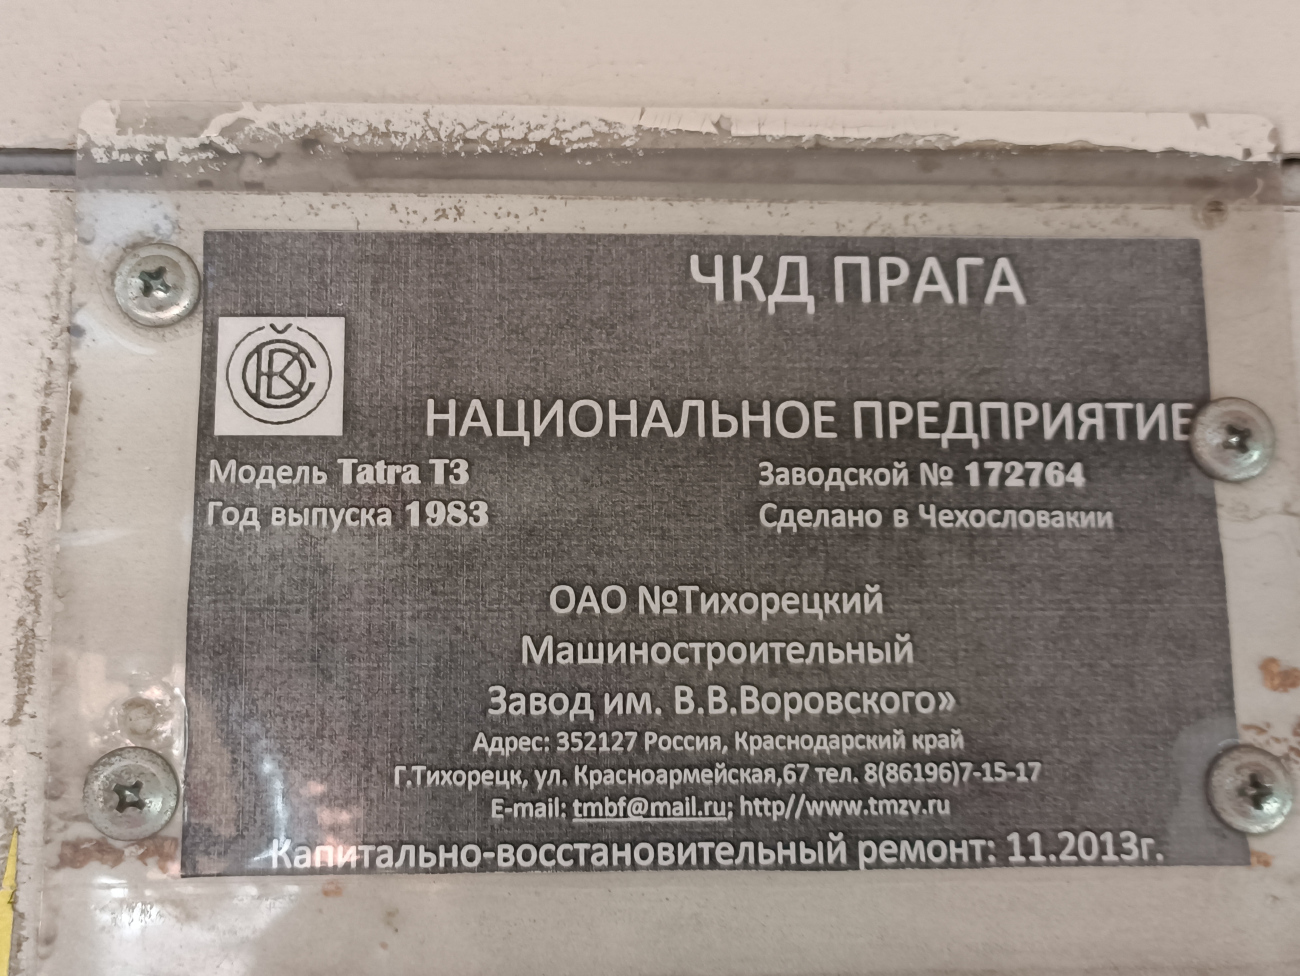 ЧКД ПРАГА
ČKD
НАЦИОНАЛЬНОЕ ПРЕДПРИЯТИЕ
Модель Tatra T3 Заводской № 172764
Год выпуска 1983 Сделано в Чехословакии
ОАО №Тихорецкий
Машиностроительный
Завод им. В.В.Воровского»
Адрес: 352127 Россия, Краснодарский край
Г.Тихорецк, ул. Красноармейская,67 тел. 8(86196)7-15-17
E-mail: tmbf@mail.ru; http//www.tmzv.ru
Капитально-восстановительный ремонт: 11.2013г.